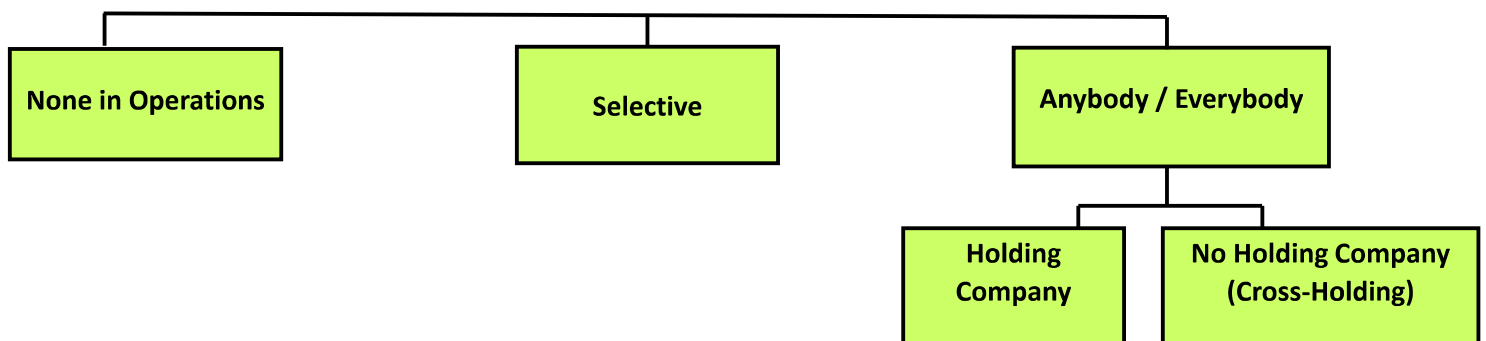 None in Operations
Selective
Anybody / Everybody
Holding
Company
No Holding Company
(Cross-Holding)